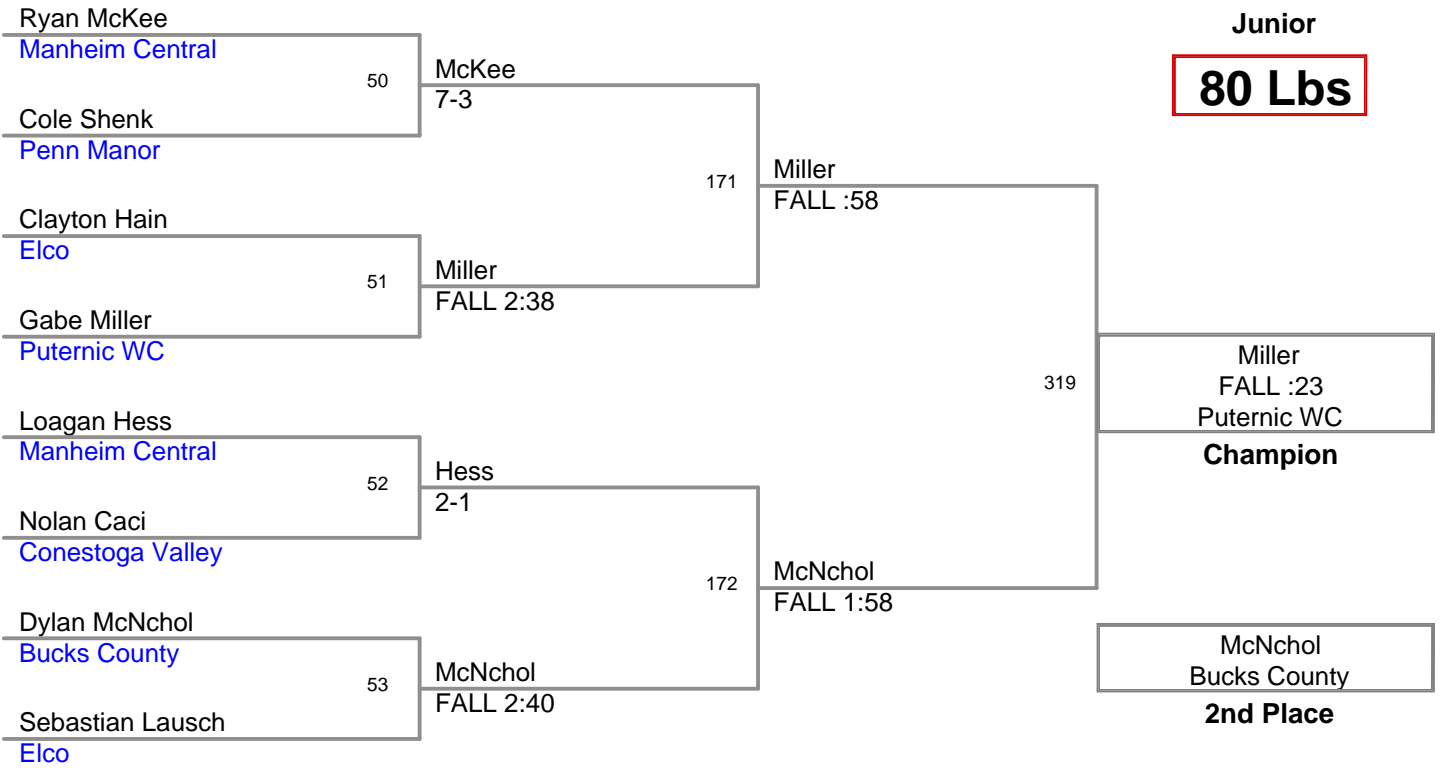 Ryan McKee
Manheim Central
50
Cole Shenk
Penn Manor
McKee
7-3
Clayton Hain
Elco
51
Gabe Miller
Puternic WC
Miller
FALL 2:38
171
Miller
FALL :58
Loagan Hess
Manheim Central
52
Nolan Caci
Conestoga Valley
Hess
2-1
Dylan McNchol
Bucks County
53
Sebastian Lausch
Elco
McNchol
FALL 2:40
172
McNchol
FALL 1:58
319
Junior
80 Lbs
Miller
FALL :23
Puternic WC
Champion
McNchol
Bucks County
2nd Place